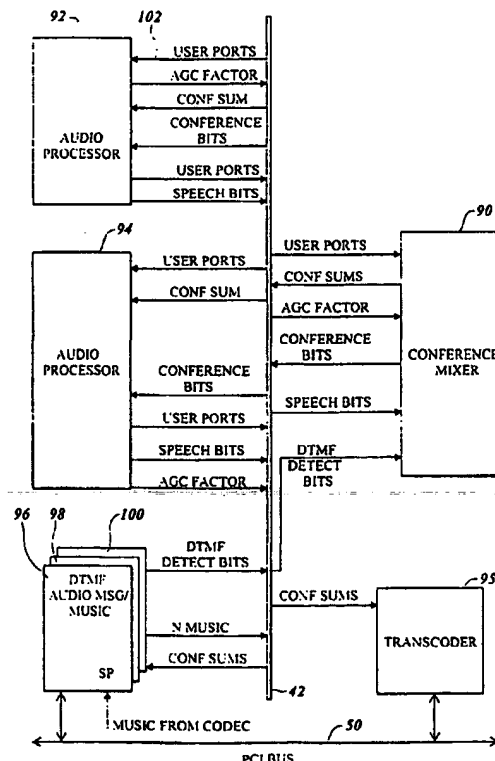 92
102
USER PORTS
AGC FACTOR
CONF SUM
CONFERENCE
BITS
USER PORTS
SPEECH BITS
AUDIO
PROCESSOR
94
USER PORTS
CONF SUM
AUDIO
PROCESSOR
CONFERENCE
BITS
USER PORTS
SPEECH BITS
AGC FACTOR
90
USER PORTS
CONF SUMS
AGC FACTOR
CONFERENCE
BITS
SPEECH BITS
DTMF
DETECT
BITS
CONFERENCE
MIXER
96
98
100
DTMF
AUDIO MSG/
MUSIC
SP
DTMF
DETECT BITS
N MUSIC
CONF SUMS
MUSIC FROM CODEC
42
CONF SUMS
95
TRANSCODER
50
PCI BUS